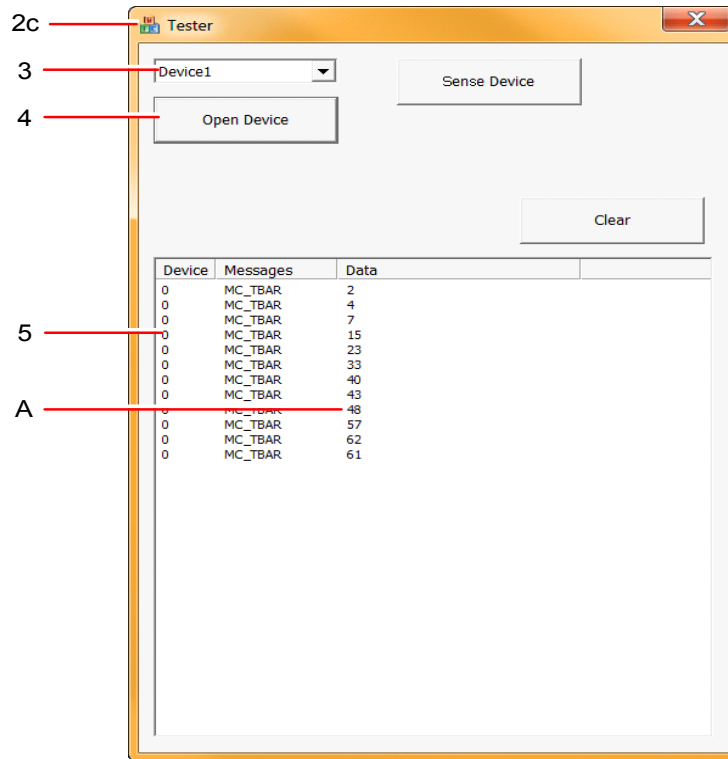 2c
Tester
X
3
Device1
Sense Device
4
Open Device
Clear
Device Messages Data
0 MC_TBAR 2
0 MC_TBAR 4
0 MC_TBAR 7
5
0 MC_TBAR 15
0 MC_TBAR 23
0 MC_TBAR 33
0 MC_TBAR 40
0 MC_TBAR 43
A
0 MC_TBAR 48
0 MC_TBAR 57
0 MC_TBAR 62
0 MC_TBAR 61